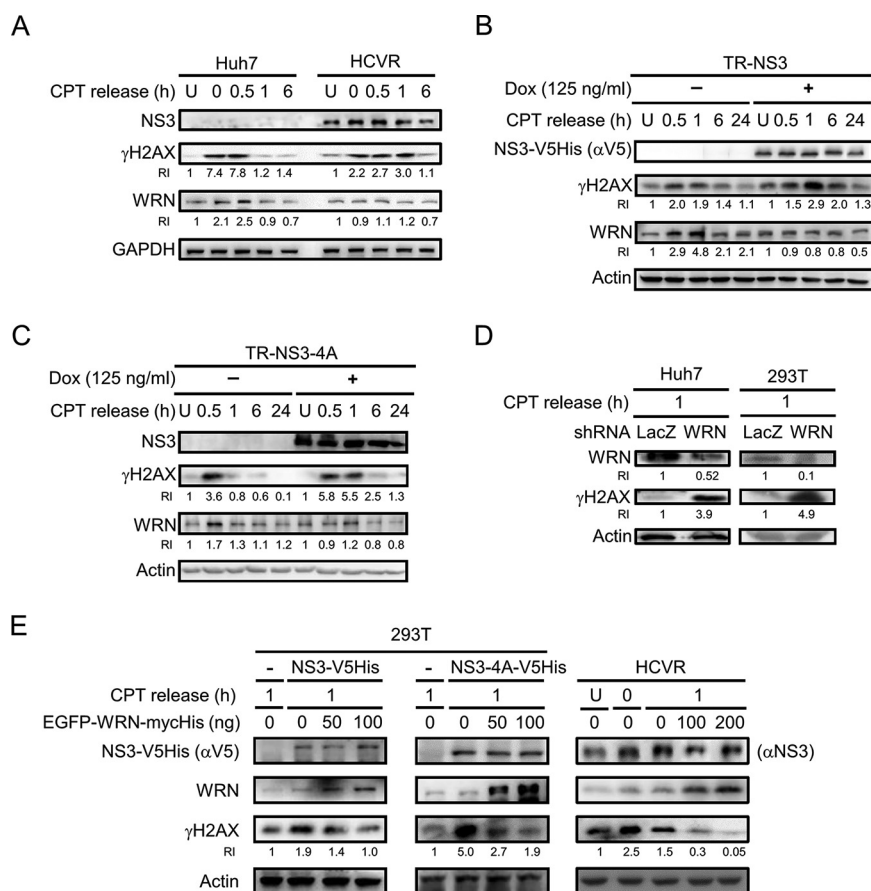 A
Huh7 HCVR
CPT release (h) U 0 0.5 1 6 U 0 0.5 1 6
NS3
γH2AX
RI 1 7.4 7.8 1.2 1.4 1 2.2 2.7 3.0 1.1
WRN
RI 1 2.1 2.5 0.9 0.7 1 0.9 1.1 1.2 0.7
GAPDH
B
TR-NS3
Dox (125 ng/ml) − +
CPT release (h) U 0.5 1 6 24 U 0.5 1 6 24
NS3-V5His (αV5)
γH2AX
RI 1 2.0 1.9 1.4 1.1 1 1.5 2.9 2.0 1.3
WRN
RI 1 2.9 4.8 2.1 2.1 1 0.9 0.8 0.8 0.5
Actin
C
TR-NS3-4A
Dox (125 ng/ml) − +
CPT release (h) U 0.5 1 6 24 U 0.5 1 6 24
NS3
γH2AX
RI 1 3.6 0.8 0.6 0.1 1 5.8 5.5 2.5 1.3
WRN
RI 1 1.7 1.3 1.1 1.2 1 0.9 1.2 0.8 0.8
Actin
D
Huh7 293T
CPT release (h) 1 1
shRNA LacZ WRN LacZ WRN
WRN
RI 1 0.52 1 0.1
γH2AX
RI 1 3.9 1 4.9
Actin
E
293T
- NS3-V5His - NS3-4A-V5His HCVR
CPT release (h) 1 1 1 1 U 0 1
EGFP-WRN-mycHis (ng) 0 0 50 100 0 0 50 100 0 0 0 100 200
NS3-V5His (αV5) (αNS3)
WRN
γH2AX
RI 1 1.9 1.4 1.0 1 5.0 2.7 1.9 1 2.5 1.5 0.3 0.05
Actin